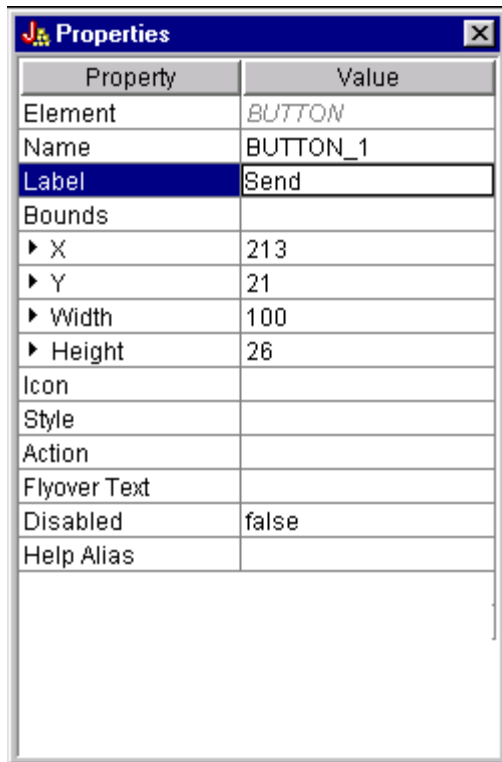 Properties
Property Value
Element BUTTON
Name BUTTON_1
Label Send
Bounds
X 213
Y 21
Width 100
Height 26
Icon
Style
Action
Flyover Text
Disabled false
Help Alias